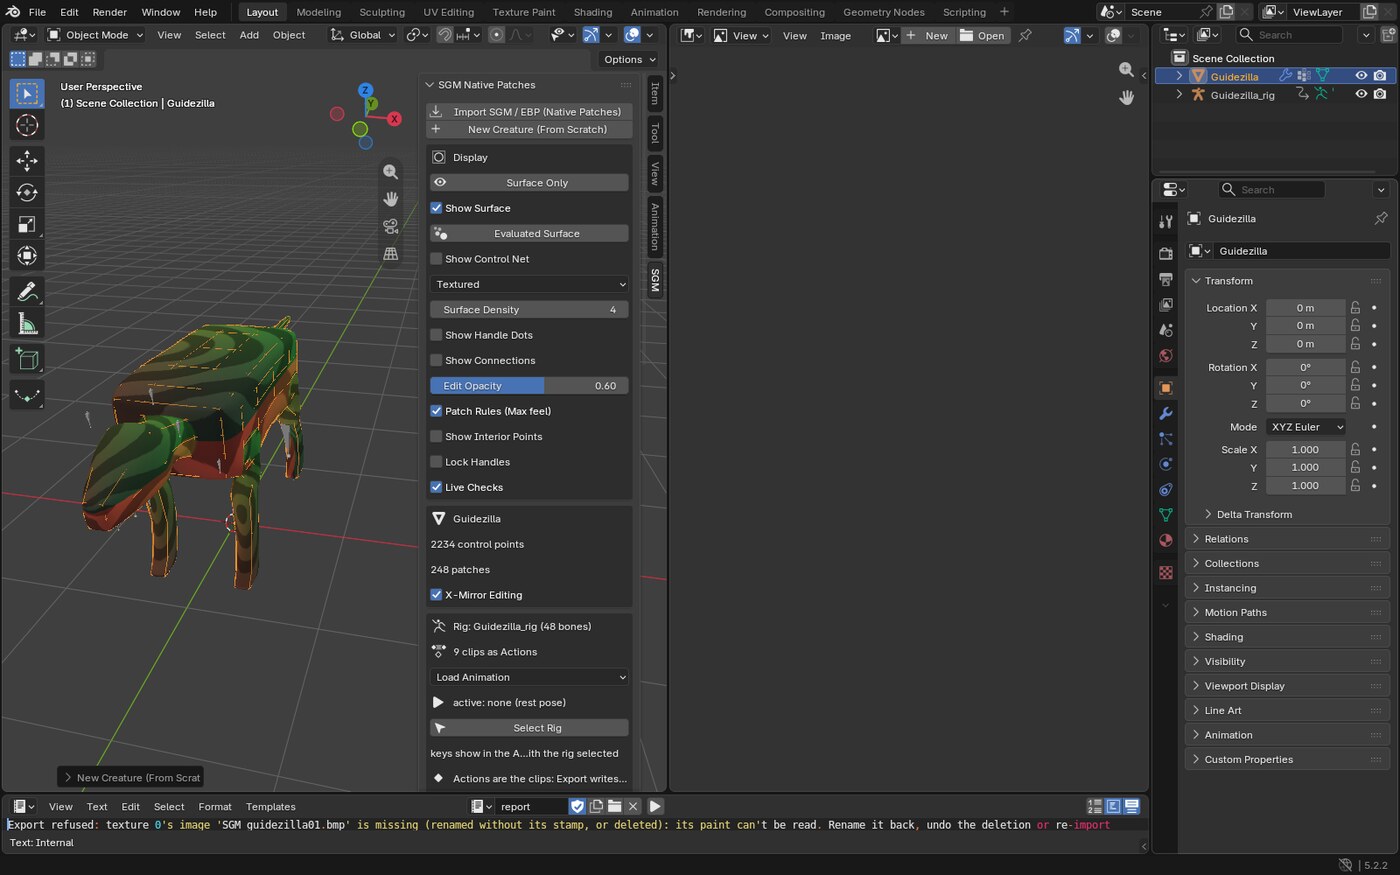 File Edit Render Window Help Layout Modeling Sculpting UV Editing Texture Paint Shading Animation Rendering Compositing Geometry Nodes Scripting Scene ViewLayer
Object Mode View Select Add Object Global View View Image New Open Search
Options
User Perspective
(1) Scene Collection | Guidezilla
Z
Y
X
SGM Native Patches
Import SGM / EBP (Native Patches)
New Creature (From Scratch)
Display
Surface Only
Show Surface
Evaluated Surface
Show Control Net
Textured
Surface Density 4
Show Handle Dots
Show Connections
Edit Opacity 0.60
Patch Rules (Max feel)
Show Interior Points
Lock Handles
Live Checks
Guidezilla
2234 control points
248 patches
X-Mirror Editing
Rig: Guidezilla_rig (48 bones)
9 clips as Actions
Load Animation
active: none (rest pose)
Select Rig
keys show in the A...ith the rig selected
Actions are the clips: Export writes...
Item
Tool
View
Animation
SGM
New Creature (From Scrat
Scene Collection
Guidezilla
Guidezilla_rig
Search
Guidezilla
Guidezilla
Transform
Location X 0 m
Y 0 m
Z 0 m
Rotation X 0°
Y 0°
Z 0°
Mode XYZ Euler
Scale X 1.000
Y 1.000
Z 1.000
Delta Transform
Relations
Collections
Instancing
Motion Paths
Shading
Visibility
Viewport Display
Line Art
Animation
Custom Properties
View Text Edit Select Format Templates report
Export refused: texture 0's image 'SGM guidezilla01.bmp' is missing (renamed without its stamp, or deleted): its paint can't be read. Rename it back, undo the deletion or re-import
Text: Internal
5.2.2